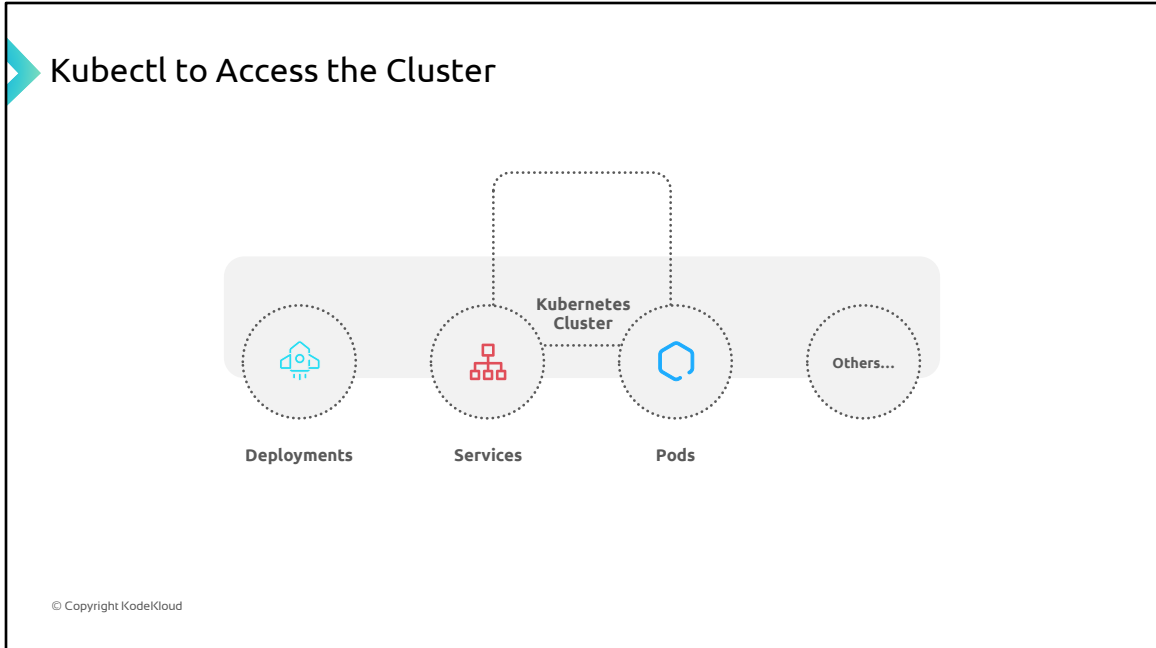 Kubectl to Access the Cluster
Kubernetes
Cluster
Others...
Deployments
Services
Pods
© Copyright KodeKloud